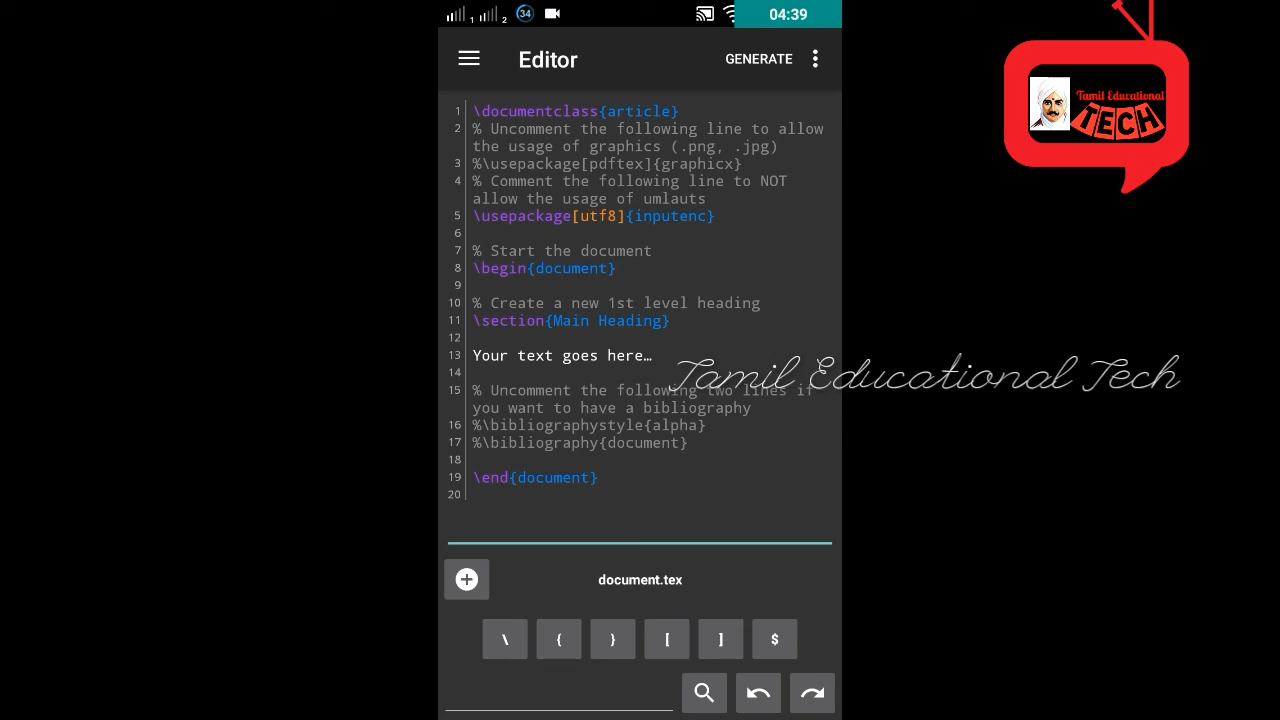 1 2 34 04:39
Editor GENERATE
Tamil Educational
TECH
1 \documentclass{article}
2 % Uncomment the following line to allow
the usage of graphics (.png, .jpg)
3 %\usepackage[pdftex]{graphicx}
4 % Comment the following line to NOT
allow the usage of umlauts
5 \usepackage[utf8]{inputenc}
6
7 % Start the document
8 \begin{document}
9
10 % Create a new 1st level heading
11 \section{Main Heading}
12
13 Your text goes here…
Tamil Educational Tech
14
15 % Uncomment the following two lines if
you want to have a bibliography
16 %\bibliographystyle{alpha}
17 %\bibliography{document}
18
19 \end{document}
20
document.tex
\ { } [ ] $